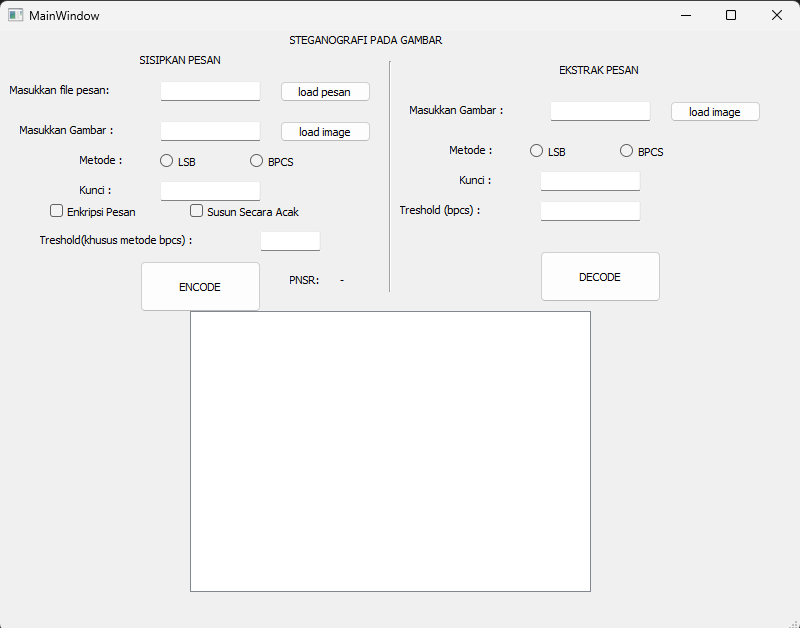 MainWindow
STEGANOGRAFI PADA GAMBAR
SISIPKAN PESAN
Masukkan file pesan:
load pesan
Masukkan Gambar :
load image
Metode :
LSB
BPCS
Kunci :
Enkripsi Pesan
Susun Secara Acak
Treshold(khusus metode bpcs) :
ENCODE
PNSR:
-
EKSTRAK PESAN
Masukkan Gambar :
load image
Metode :
LSB
BPCS
Kunci :
Treshold (bpcs) :
DECODE